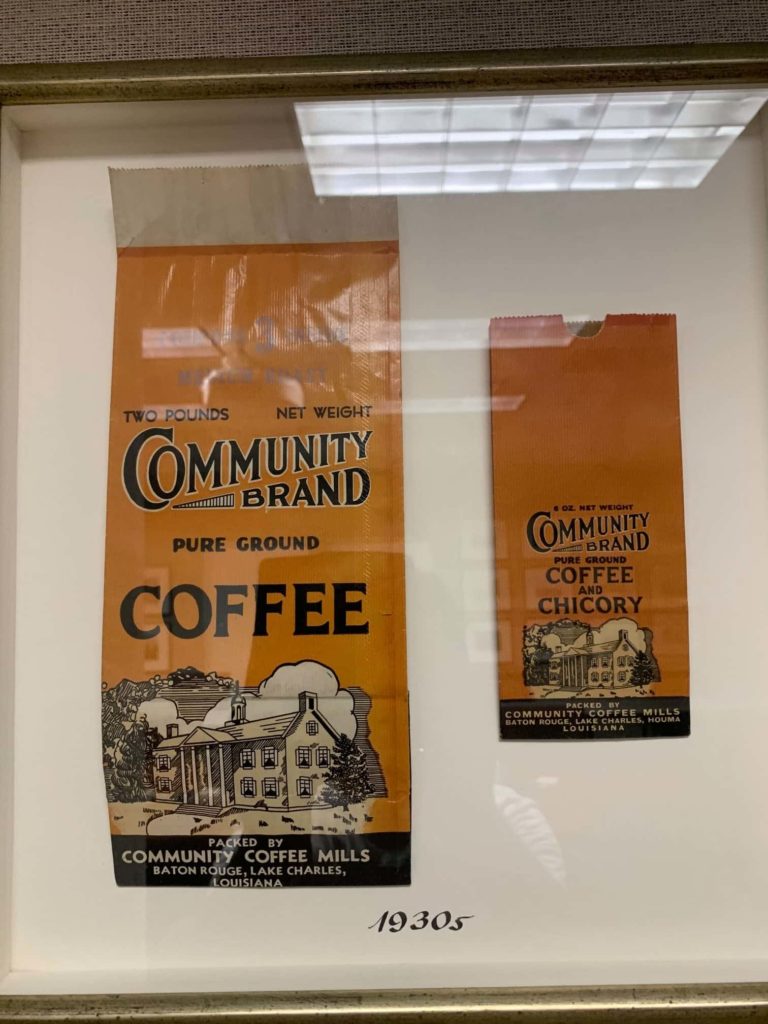 MEDIUM ROAST
TWO POUNDS NET WEIGHT
COMMUNITY
BRAND
PURE GROUND
COFFEE
PACKED BY
COMMUNITY COFFEE MILLS
BATON ROUGE, LAKE CHARLES,
LOUISIANA
6 OZ. NET WEIGHT
COMMUNITY
BRAND
PURE GROUND
COFFEE
AND
CHICORY
PACKED BY
COMMUNITY COFFEE MILLS
BATON ROUGE, LAKE CHARLES, HOUMA
LOUISIANA
1930s